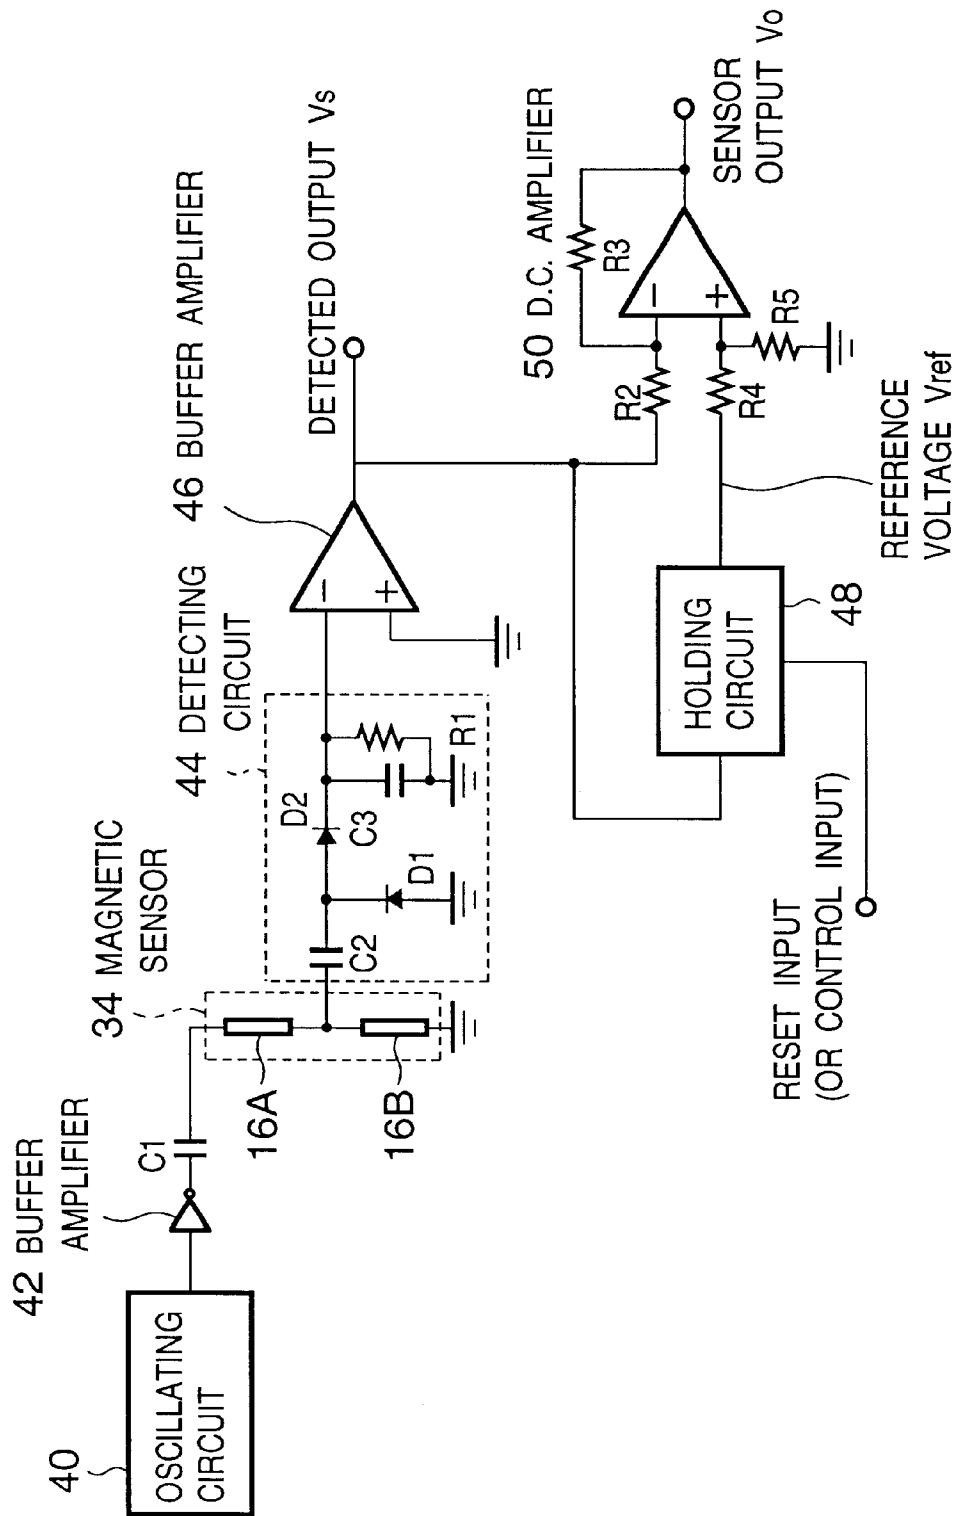 40
OSCILLATING
CIRCUIT
42 BUFFER
AMPLIFIER
C1
34 MAGNETIC
SENSOR
16A
16B
44 DETECTING
CIRCUIT
C2
D1
D2
C3
R1
46 BUFFER AMPLIFIER
−
+
DETECTED OUTPUT Vs
50 D.C. AMPLIFIER
R2
R3
−
+
R4
R5
SENSOR
OUTPUT Vo
HOLDING
CIRCUIT
48
REFERENCE
VOLTAGE Vref
RESET INPUT
(OR CONTROL INPUT)